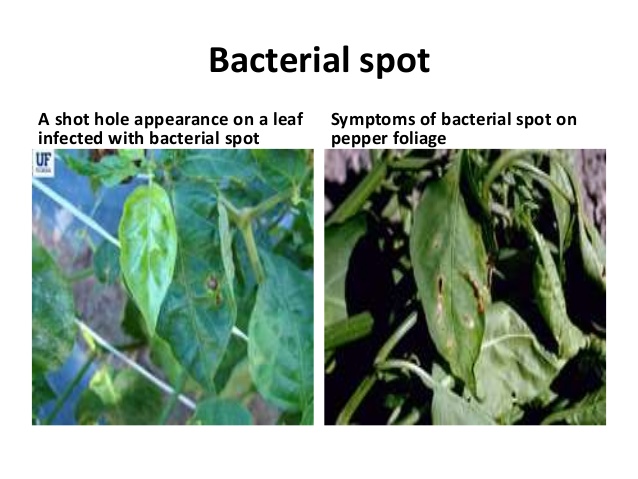 Bacterial spot
A shot hole appearance on a leaf
infected with bacterial spot
Symptoms of bacterial spot on
pepper foliage
UF